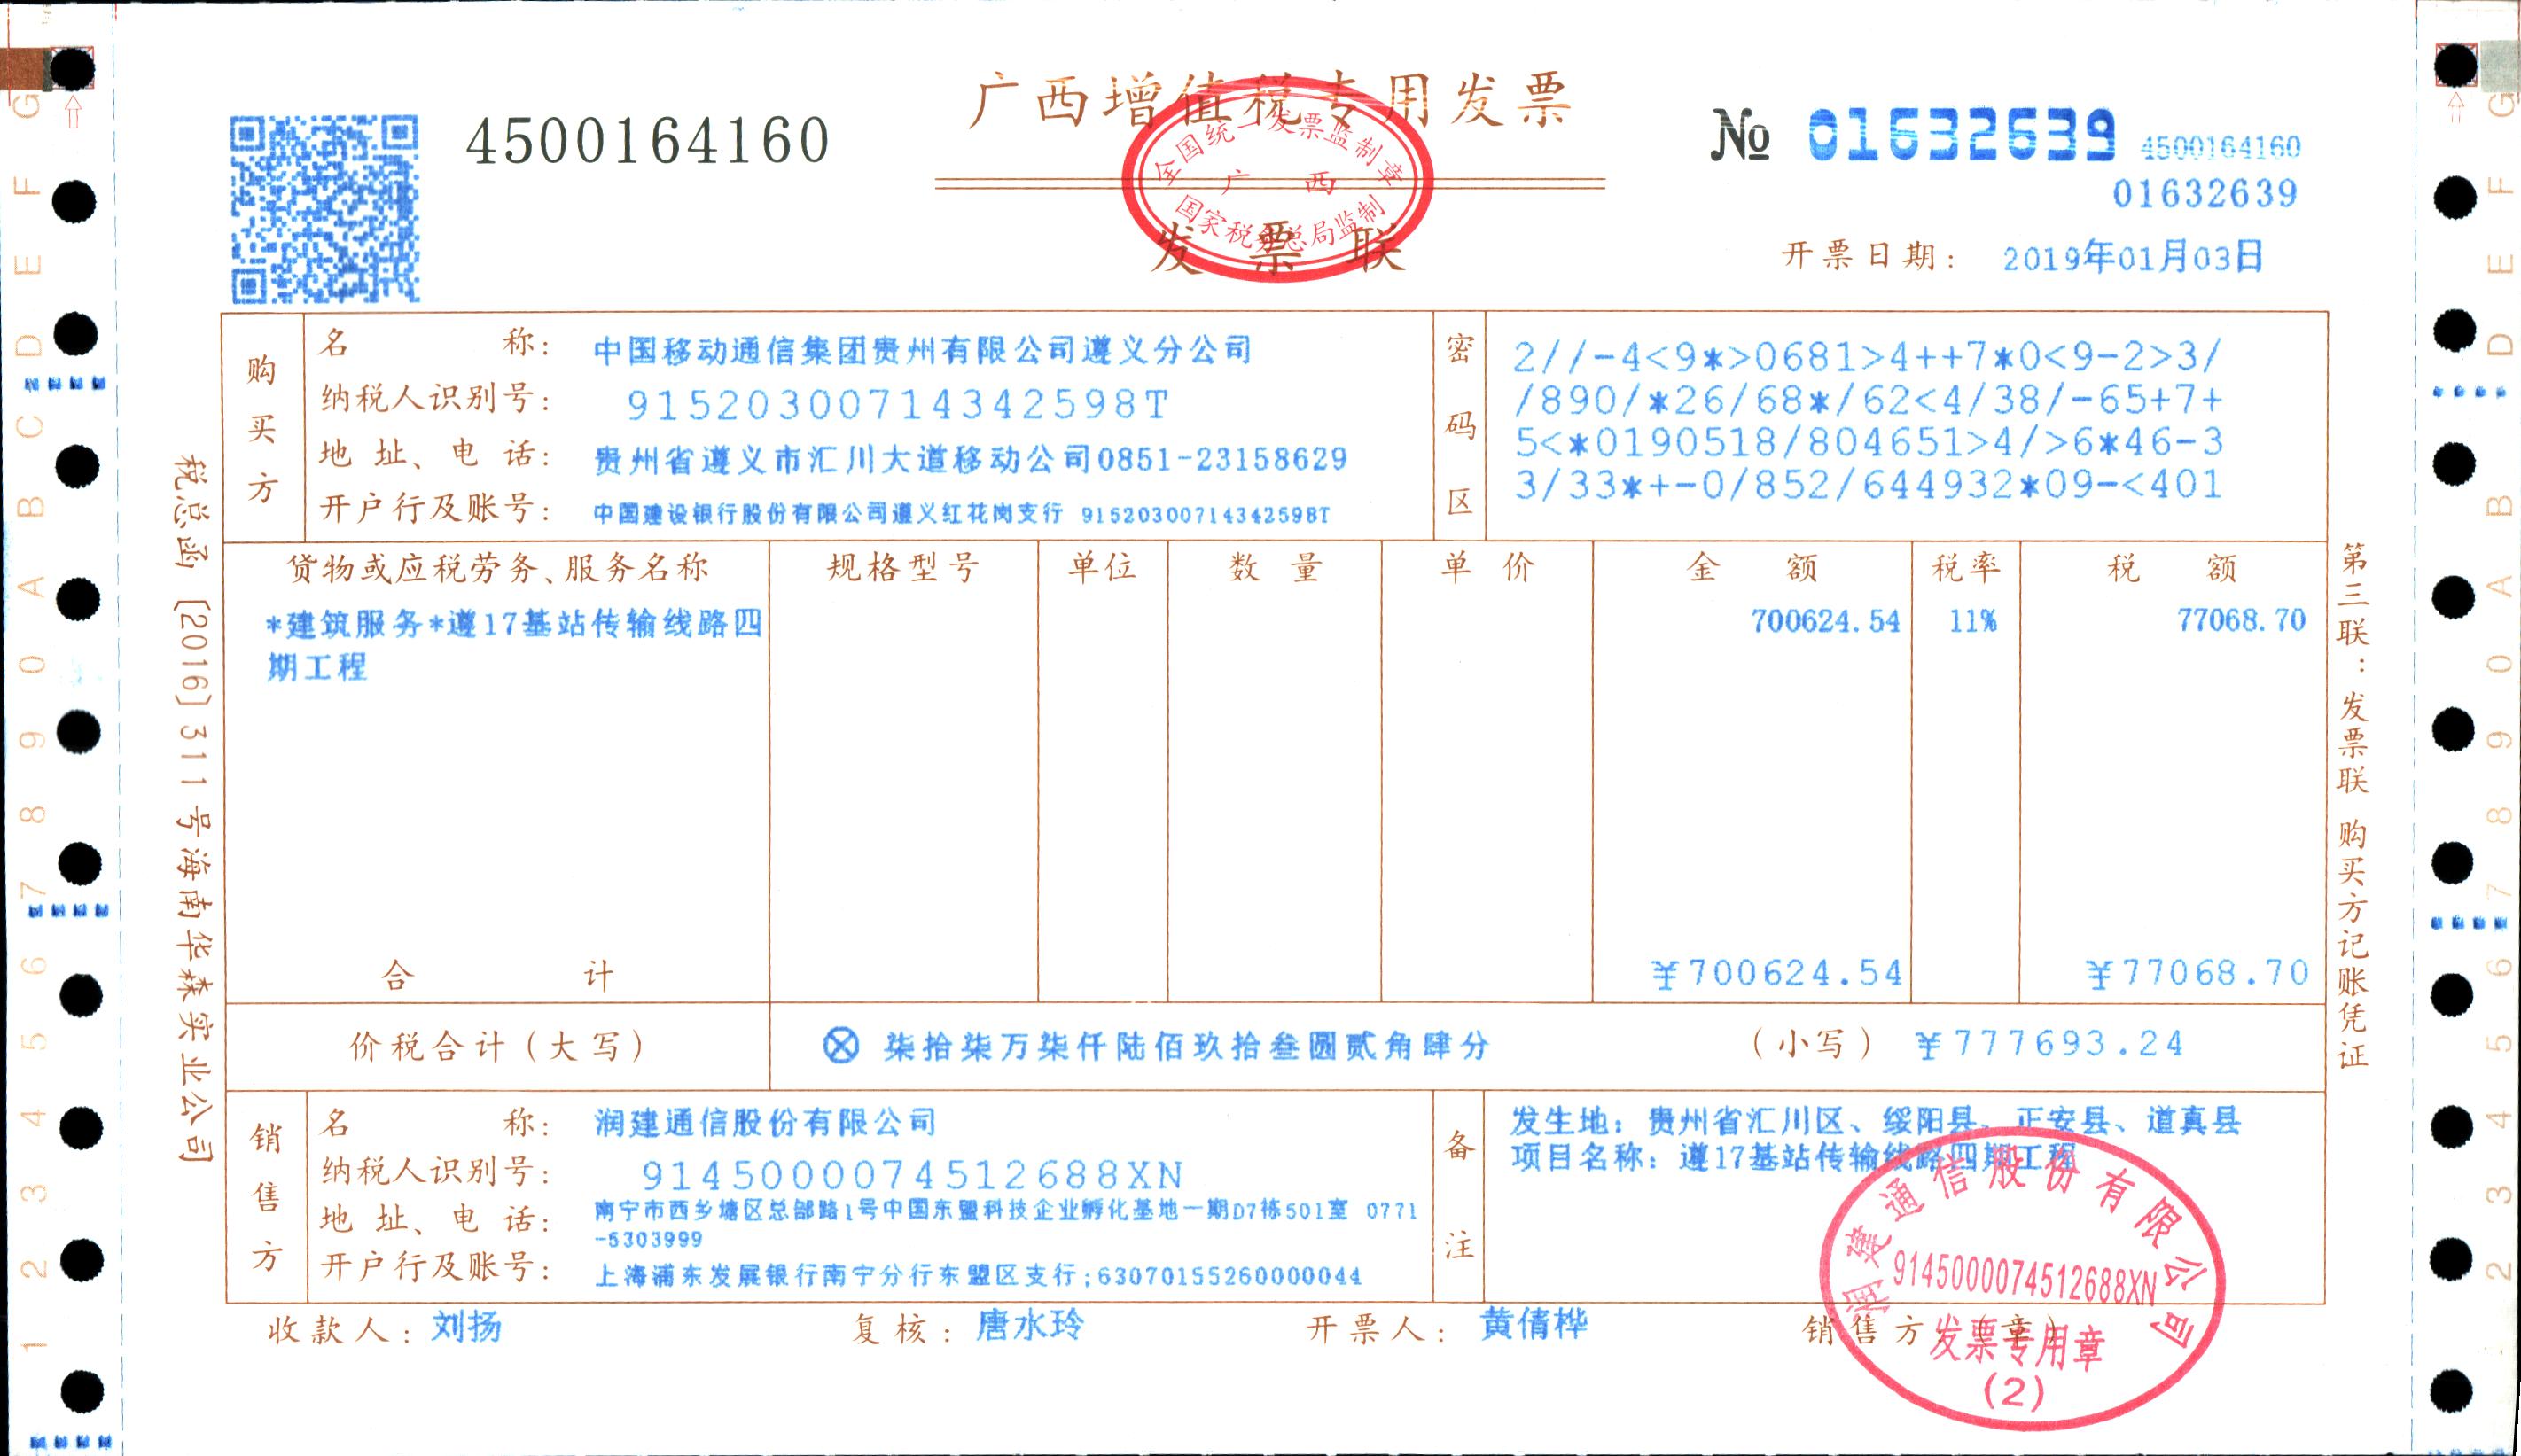 广西增值税专用发票
4500164160
№ 01632639 4500164160
01632639
全国统一发票监制章
广 西
国家税务总局监制
发票联
开票日期: 2019年01月03日
购买方
名 称: 中国移动通信集团贵州有限公司遵义分公司
纳税人识别号: 91520300714342598T
地 址、电 话: 贵州省遵义市汇川大道移动公司0851-23158629
开户行及账号: 中国建设银行股份有限公司遵义红花岗支行 91520300714342598T
密码区
2//-4<9*>0681>4++7*0<9-2>3/
/890/*26/68*/62<4/38/-65+7+
5<*0190518/804651>4/>6*46-3
3/33*+-0/852/644932*09-<401
货物或应税劳务、服务名称 规格型号 单位 数 量 单 价 金 额 税率 税 额
*建筑服务*遵17基站传输线路四 700624.54 11% 77068.70
期工程
合 计 ¥700624.54 ¥77068.70
价税合计(大写) ⊗ 柒拾柒万柒仟陆佰玖拾叁圆贰角肆分 (小写) ¥777693.24
销售方
名 称: 润建通信股份有限公司
纳税人识别号: 9145000074512688XN
地 址、电 话: 南宁市西乡塘区总部路1号中国东盟科技企业孵化基地一期D7栋501室 0771
-5303999
开户行及账号: 上海浦东发展银行南宁分行东盟区支行;63070155260000044
备注
发生地: 贵州省汇川区、绥阳县、正安县、道真县
项目名称: 遵17基站传输线路四期工程
收款人: 刘扬 复核: 唐水玲 开票人: 黄倩桦 销售方:(章)
润建通信股份有限公司
9145000074512688XN
发票专用章
(2)
税总函〔2016〕311号海南华森实业公司
第三联:发票联 购买方记账凭证
G F E D C B A 0 9 8 7 6 5 4 3 2 1
G F E D C B A 0 9 8 7 6 5 4 3 2 1